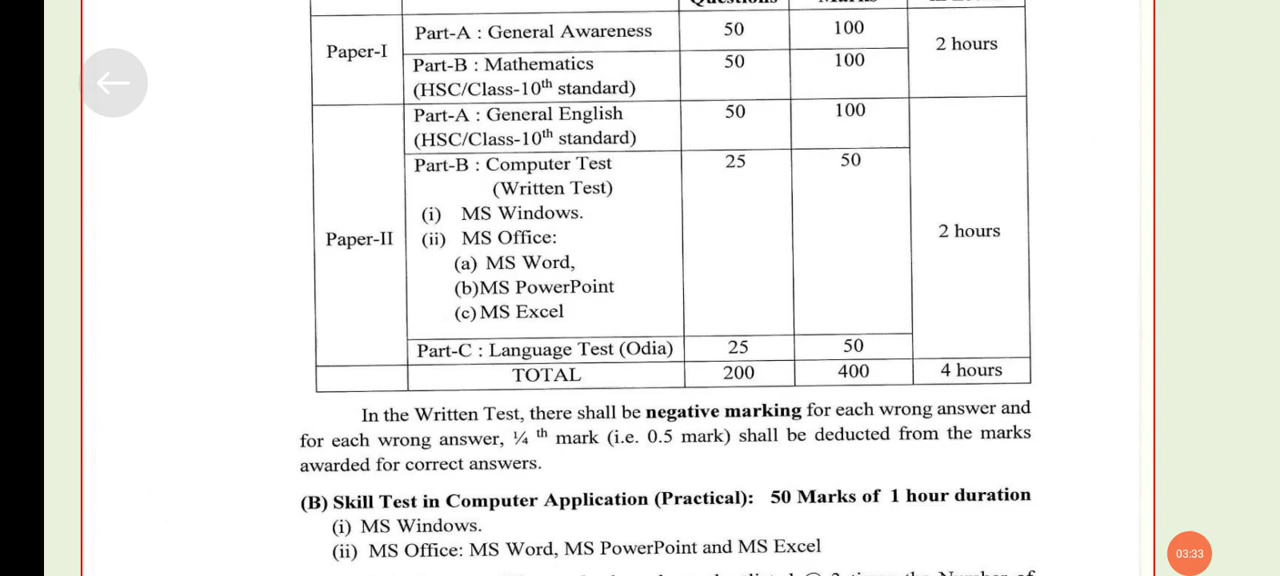 Questions Marks
Part-A : General Awareness 50 100
Paper-I 2 hours
Part-B : Mathematics 50 100
(HSC/Class-10th standard)
Part-A : General English 50 100
(HSC/Class-10th standard)
Part-B : Computer Test 25 50
(Written Test)
(i) MS Windows.
Paper-II (ii) MS Office: 2 hours
(a) MS Word,
(b)MS PowerPoint
(c) MS Excel
Part-C : Language Test (Odia) 25 50
TOTAL 200 400 4 hours
In the Written Test, there shall be negative marking for each wrong answer and
for each wrong answer, ¼ th mark (i.e. 0.5 mark) shall be deducted from the marks
awarded for correct answers.
(B) Skill Test in Computer Application (Practical): 50 Marks of 1 hour duration
(i) MS Windows.
(ii) MS Office: MS Word, MS PowerPoint and MS Excel
03:33